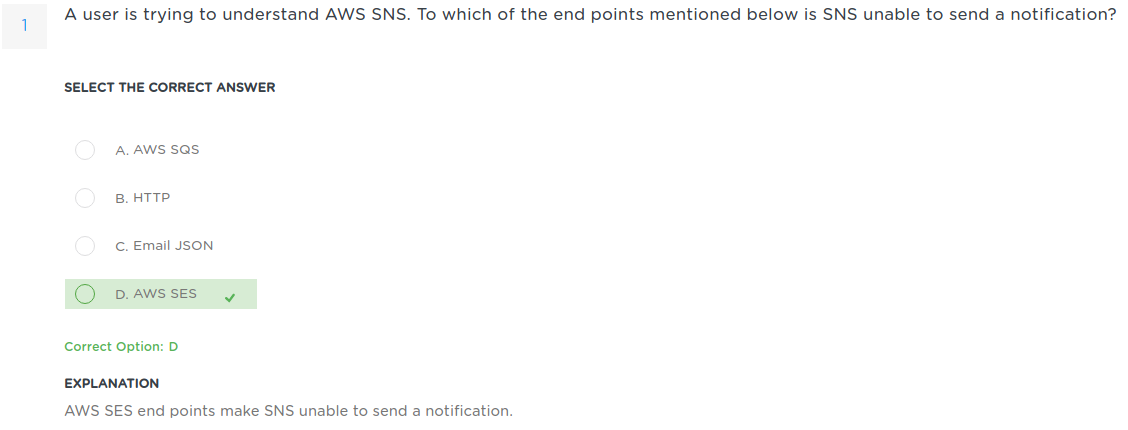 1
A user is trying to understand AWS SNS. To which of the end points mentioned below is SNS unable to send a notification?
SELECT THE CORRECT ANSWER
A. AWS SQS
B. HTTP
C. Email JSON
D. AWS SES
Correct Option: D
EXPLANATION
AWS SES end points make SNS unable to send a notification.